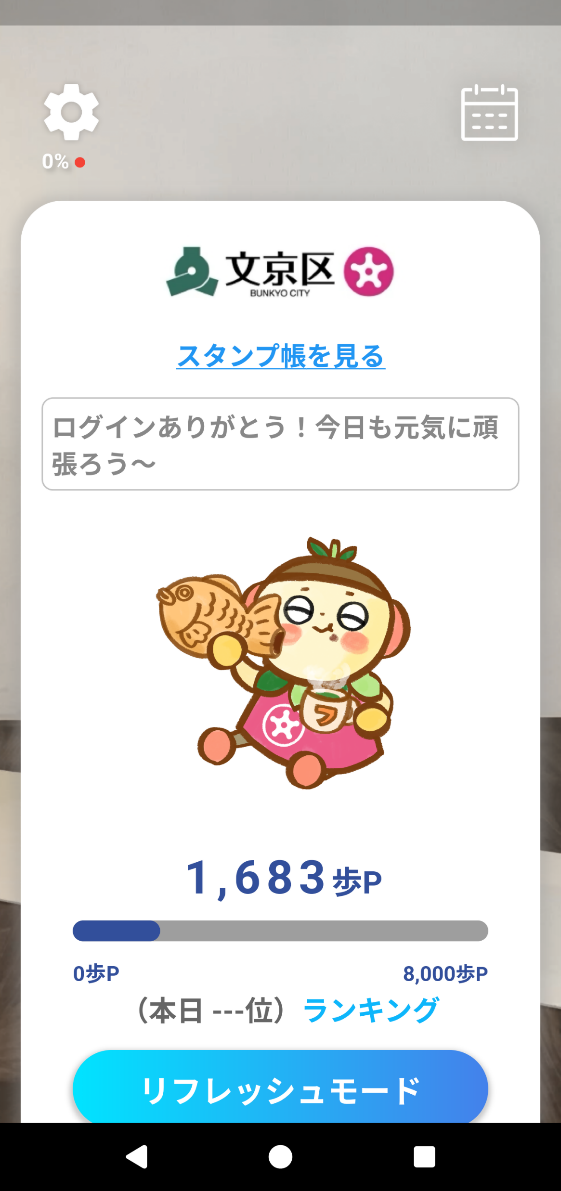 0%
文京区
BUNKYO CITY
スタンプ帳を見る
ログインありがとう！今日も元気に頑
張ろう〜
1,683歩P
0歩P 8,000歩P
（本日 ---位） ランキング
リフレッシュモード